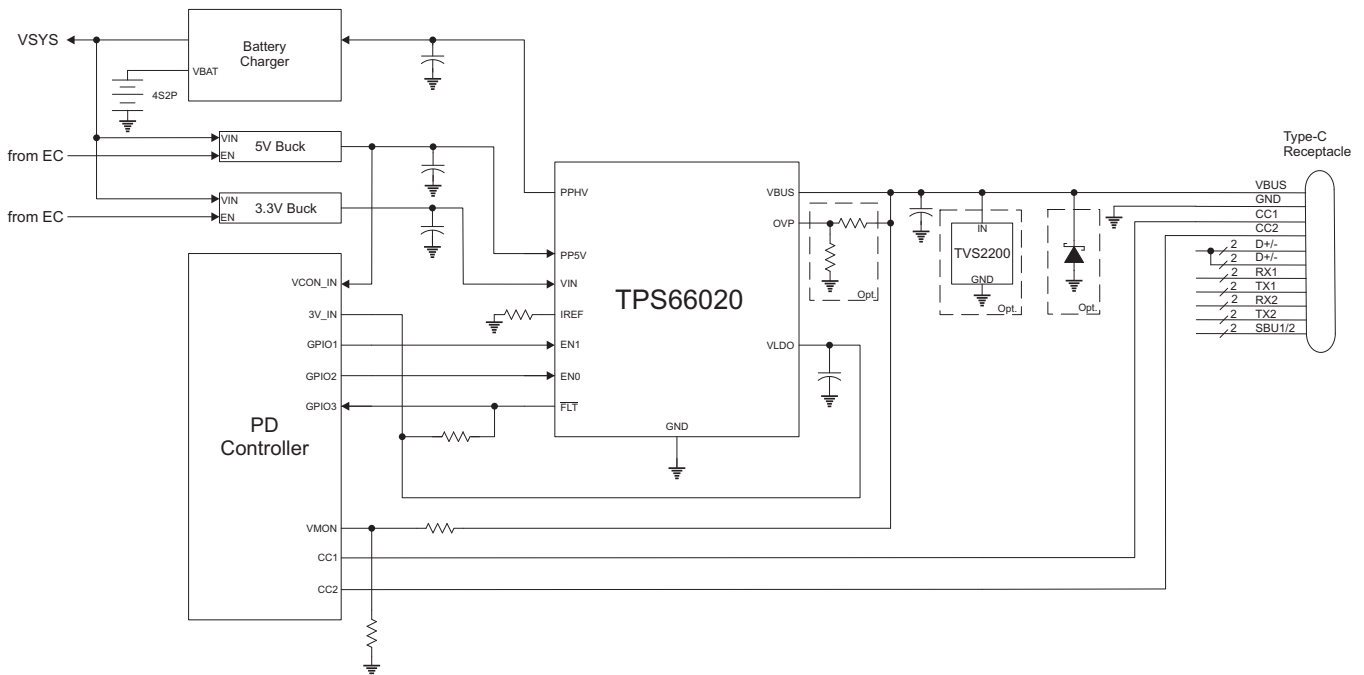 VSYS
Battery
Charger
VBAT
4S2P
from EC
VIN
EN
5V Buck
from EC
VIN
EN
3.3V Buck
PD
Controller
VCON_IN
3V_IN
GPIO1
GPIO2
GPIO3
VMON
CC1
CC2
TPS66020
PPHV
PP5V
VIN
IREF
EN1
EN0
FLT
GND
VBUS
OVP
VLDO
Opt.
IN
TVS2200
GND
Opt.
Opt.
Type-C
Receptacle
VBUS
GND
CC1
CC2
2 D+/-
2 D+/-
2 RX1
2 TX1
2 RX2
2 TX2
2 SBU1/2